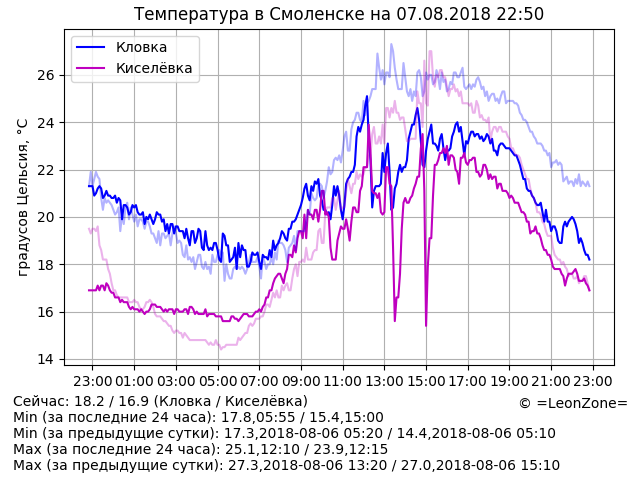 Температура в Смоленске на 07.08.2018 22:50
Кловка
Киселёвка
градусов Цельсия, °C
26
24
22
20
18
16
14
23:00 01:00 03:00 05:00 07:00 09:00 11:00 13:00 15:00 17:00 19:00 21:00 23:00
Сейчас: 18.2 / 16.9 (Кловка / Киселёвка)
© =LeonZone=
Min (за последние 24 часа): 17.8,05:55 / 15.4,15:00
Min (за предыдущие сутки): 17.3,2018-08-06 05:20 / 14.4,2018-08-06 05:10
Max (за последние 24 часа): 25.1,12:10 / 23.9,12:15
Max (за предыдущие сутки): 27.3,2018-08-06 13:20 / 27.0,2018-08-06 15:10